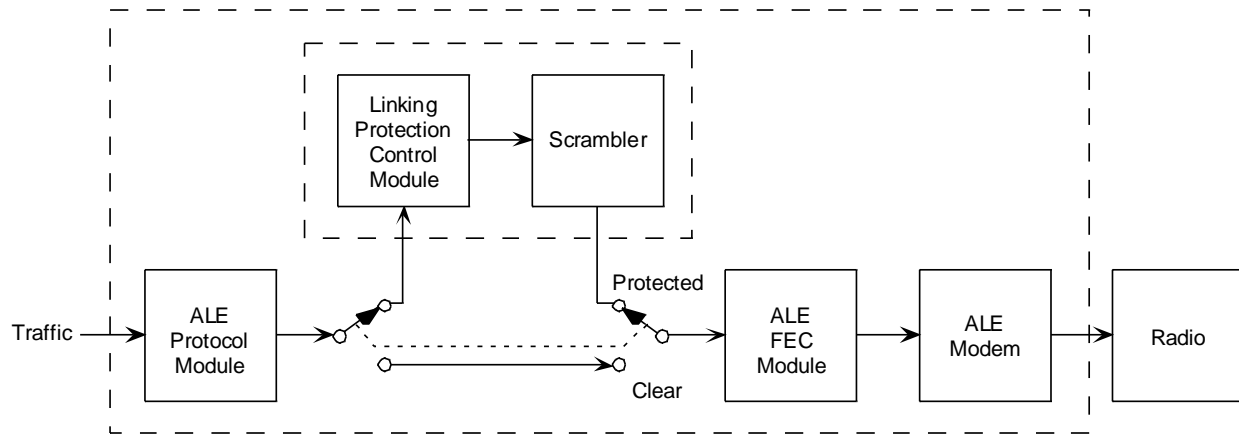 Linking
Protection
Control
Module
Scrambler
Protected
Traffic
ALE
Protocol
Module
ALE
FEC
Module
ALE
Modem
Radio
Clear